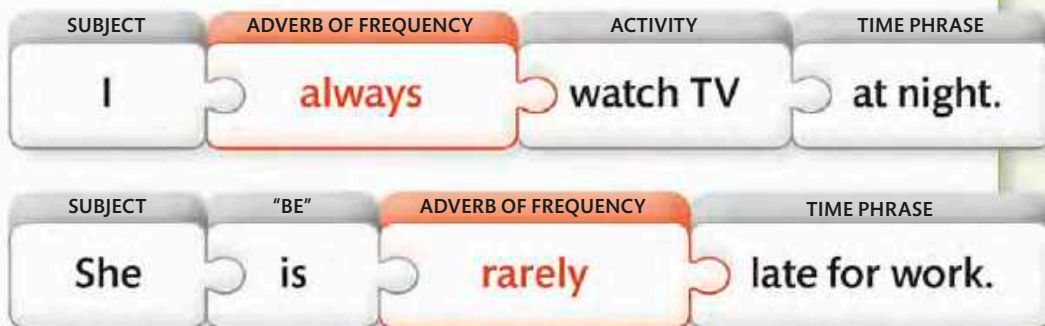 SUBJECT ADVERB OF FREQUENCY ACTIVITY TIME PHRASE
I always watch TV at night.
SUBJECT "BE" ADVERB OF FREQUENCY TIME PHRASE
She is rarely late for work.